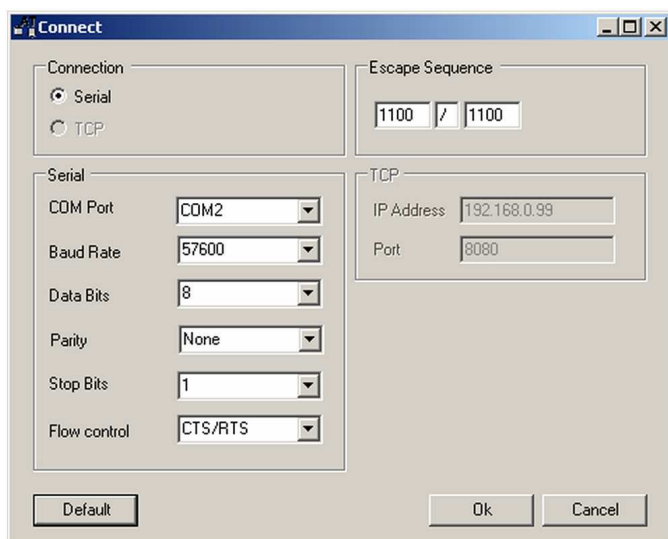 Connect
Connection
Serial
TCP
Escape Sequence
1100 / 1100
Serial
COM Port COM2
Baud Rate 57600
Data Bits 8
Parity None
Stop Bits 1
Flow control CTS/RTS
TCP
IP Address 192.168.0.99
Port 8080
Default Ok Cancel